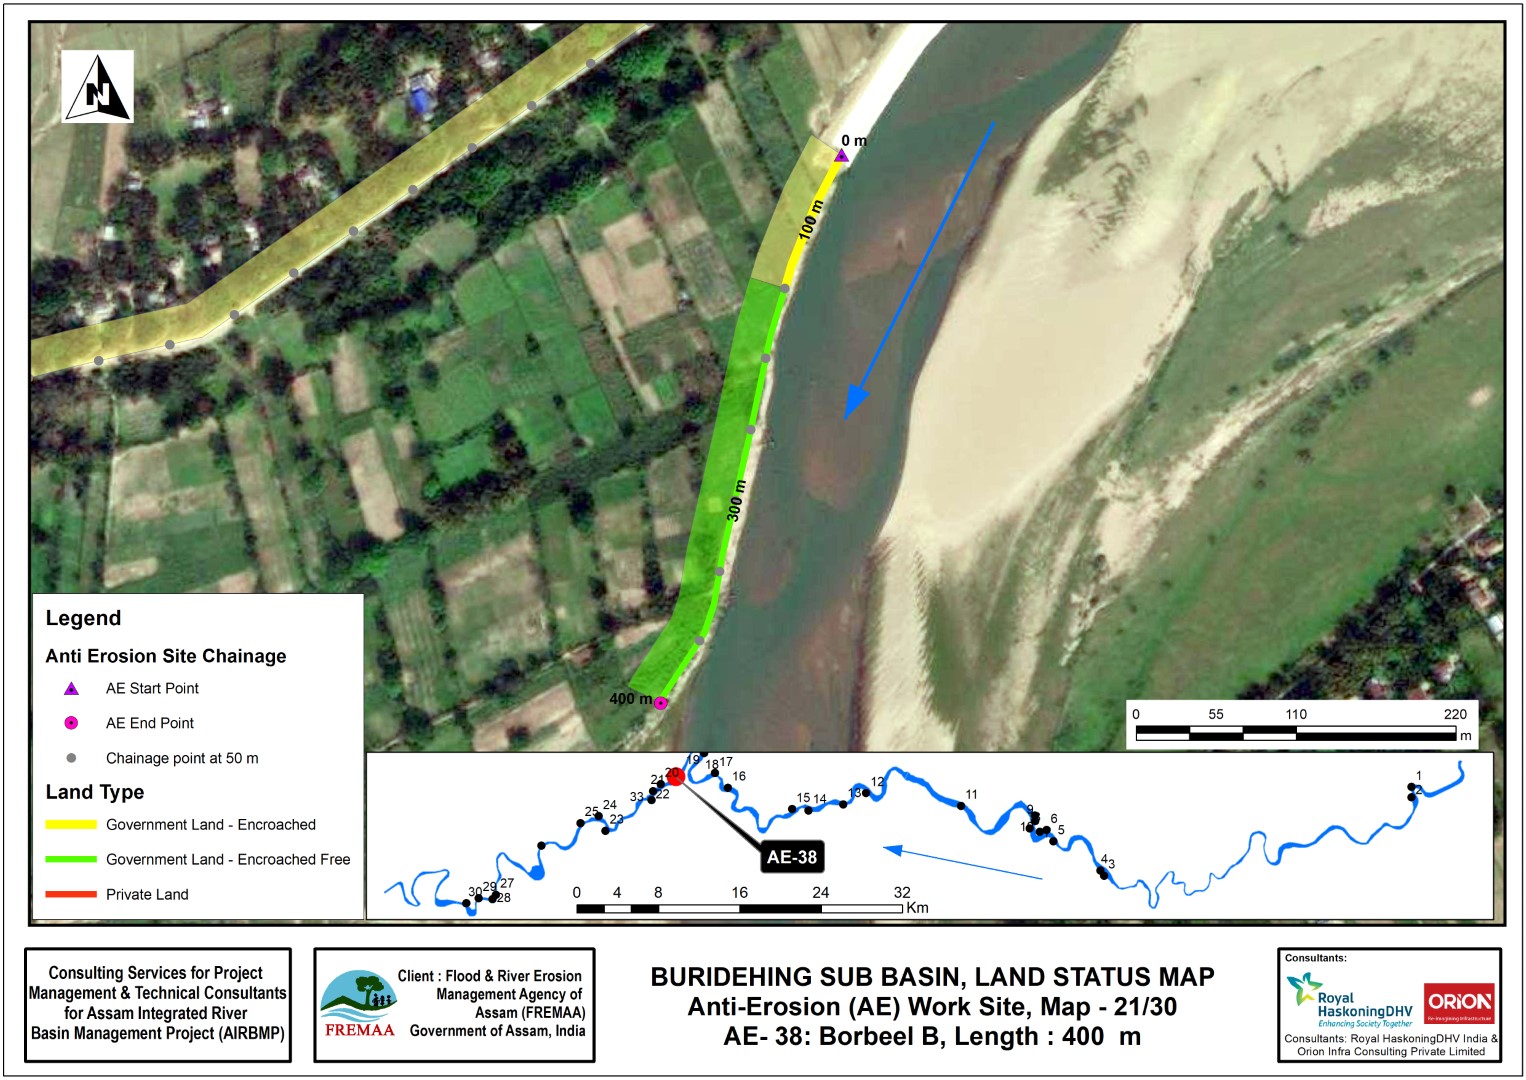 N
0 m
100 m
300 m
400 m
Legend
Anti Erosion Site Chainage
AE Start Point
AE End Point
Chainage point at 50 m
Land Type
Government Land - Encroached
Government Land - Encroached Free
Private Land
0 55 110 220
m
19
18 17
20
16
21
22
33
24
25
23
15 14
13
12
11
9
6
5
4 3
1
2
30 29 27
28
AE-38
0 4 8 16 24 32
Km
Consulting Services for Project
Management & Technical Consultants
for Assam Integrated River
Basin Management Project (AIRBMP)
FREMAA
Client : Flood & River Erosion
Management Agency of
Assam (FREMAA)
Government of Assam, India
BURIDEHING SUB BASIN, LAND STATUS MAP
Anti-Erosion (AE) Work Site, Map - 21/30
AE- 38: Borbeel B, Length : 400 m
Consultants:
Royal
HaskoningDHV
Enhancing Society Together
ORION
Re-imagining infrastructure
Consultants: Royal HaskoningDHV India &
Orion Infra Consulting Private Limited